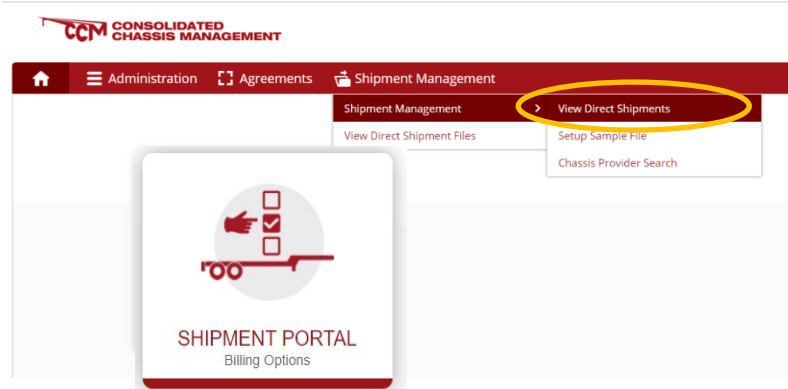 CCM CONSOLIDATED
CHASSIS MANAGEMENT
Administration Agreements Shipment Management
Shipment Management > View Direct Shipments
View Direct Shipment Files Setup Sample File
Chassis Provider Search
SHIPMENT PORTAL
Billing Options